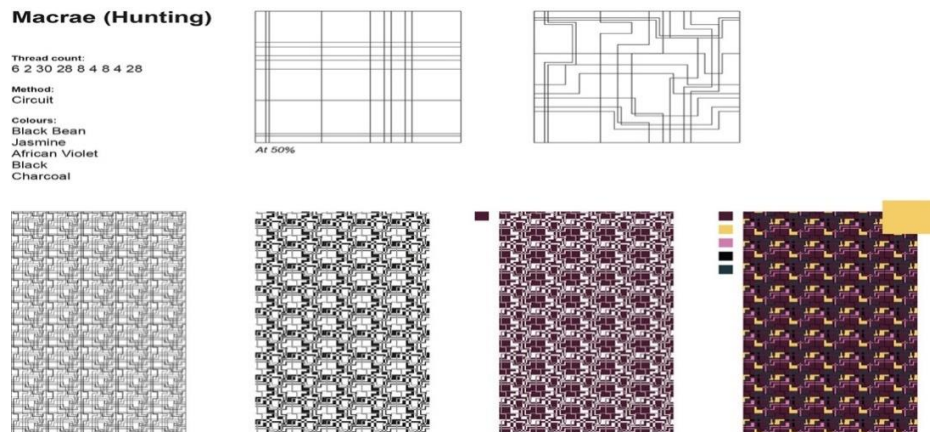 Macrae (Hunting)
Thread count:
6 2 30 28 8 4 8 4 28
Method:
Circuit
Colours:
Black Bean
Jasmine
African Violet
Black
Charcoal
At 50%